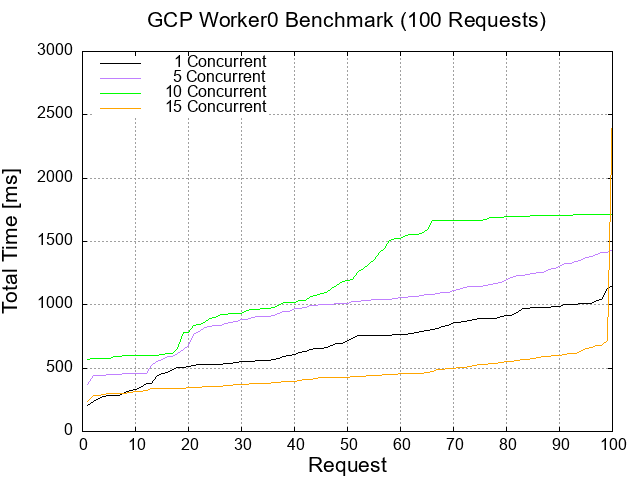 GCP Worker0 Benchmark (100 Requests)
3000
2500
2000
1500
1000
500
0
Total Time [ms]
1 Concurrent
5 Concurrent
10 Concurrent
15 Concurrent
0 10 20 30 40 50 60 70 80 90 100
Request